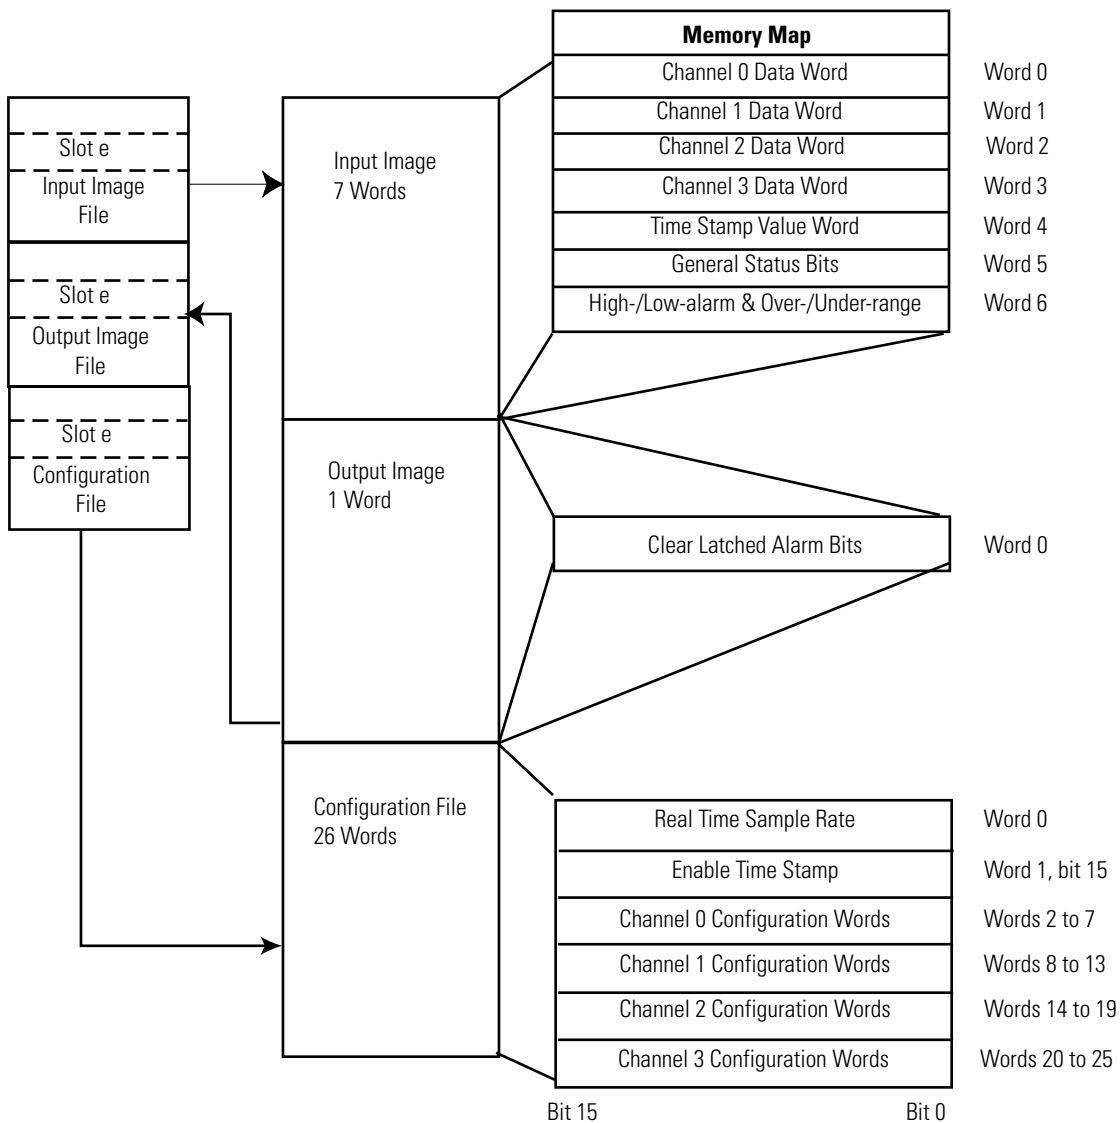 Memory Map
Channel 0 Data Word
Word 0
Channel 1 Data Word
Word 1
Channel 2 Data Word
Word 2
Channel 3 Data Word
Word 3
Time Stamp Value Word
Word 4
General Status Bits
Word 5
High-/Low-alarm & Over-/Under-range
Word 6
Slot e
Input Image
File
Slot e
Output Image
File
Slot e
Configuration
File
Input Image
7 Words
Output Image
1 Word
Clear Latched Alarm Bits
Word 0
Configuration File
26 Words
Real Time Sample Rate
Word 0
Enable Time Stamp
Word 1, bit 15
Channel 0 Configuration Words
Words 2 to 7
Channel 1 Configuration Words
Words 8 to 13
Channel 2 Configuration Words
Words 14 to 19
Channel 3 Configuration Words
Words 20 to 25
Bit 15
Bit 0